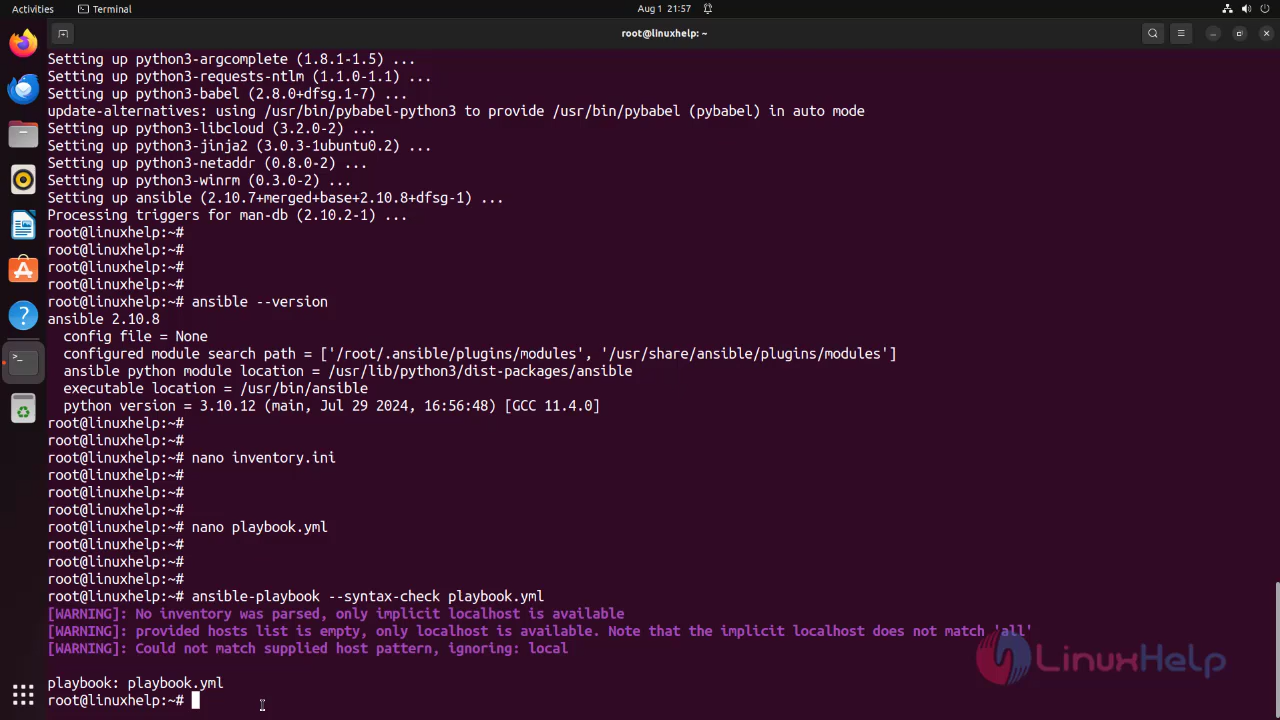 Activities Terminal Aug 1 21:57
root@linuxhelp: ~
Setting up python3-argcomplete (1.8.1-1.5) ...
Setting up python3-requests-ntlm (1.1.0-1.1) ...
Setting up python3-babel (2.8.0+dfsg.1-7) ...
update-alternatives: using /usr/bin/pybabel-python3 to provide /usr/bin/pybabel (pybabel) in auto mode
Setting up python3-libcloud (3.2.0-2) ...
Setting up python3-jinja2 (3.0.3-1ubuntu0.2) ...
Setting up python3-netaddr (0.8.0-2) ...
Setting up python3-winrm (0.3.0-2) ...
Setting up ansible (2.10.7+merged+base+2.10.8+dfsg-1) ...
Processing triggers for man-db (2.10.2-1) ...
root@linuxhelp:~#
root@linuxhelp:~#
root@linuxhelp:~#
root@linuxhelp:~#
root@linuxhelp:~# ansible --version
ansible 2.10.8
  config file = None
  configured module search path = ['/root/.ansible/plugins/modules', '/usr/share/ansible/plugins/modules']
  ansible python module location = /usr/lib/python3/dist-packages/ansible
  executable location = /usr/bin/ansible
  python version = 3.10.12 (main, Jul 29 2024, 16:56:48) [GCC 11.4.0]
root@linuxhelp:~#
root@linuxhelp:~#
root@linuxhelp:~# nano inventory.ini
root@linuxhelp:~#
root@linuxhelp:~#
root@linuxhelp:~#
root@linuxhelp:~# nano playbook.yml
root@linuxhelp:~#
root@linuxhelp:~#
root@linuxhelp:~#
root@linuxhelp:~# ansible-playbook --syntax-check playbook.yml
[WARNING]: No inventory was parsed, only implicit localhost is available
[WARNING]: provided hosts list is empty, only localhost is available. Note that the implicit localhost does not match 'all'
[WARNING]: Could not match supplied host pattern, ignoring: local
LinuxHelp
playbook: playbook.yml
root@linuxhelp:~#